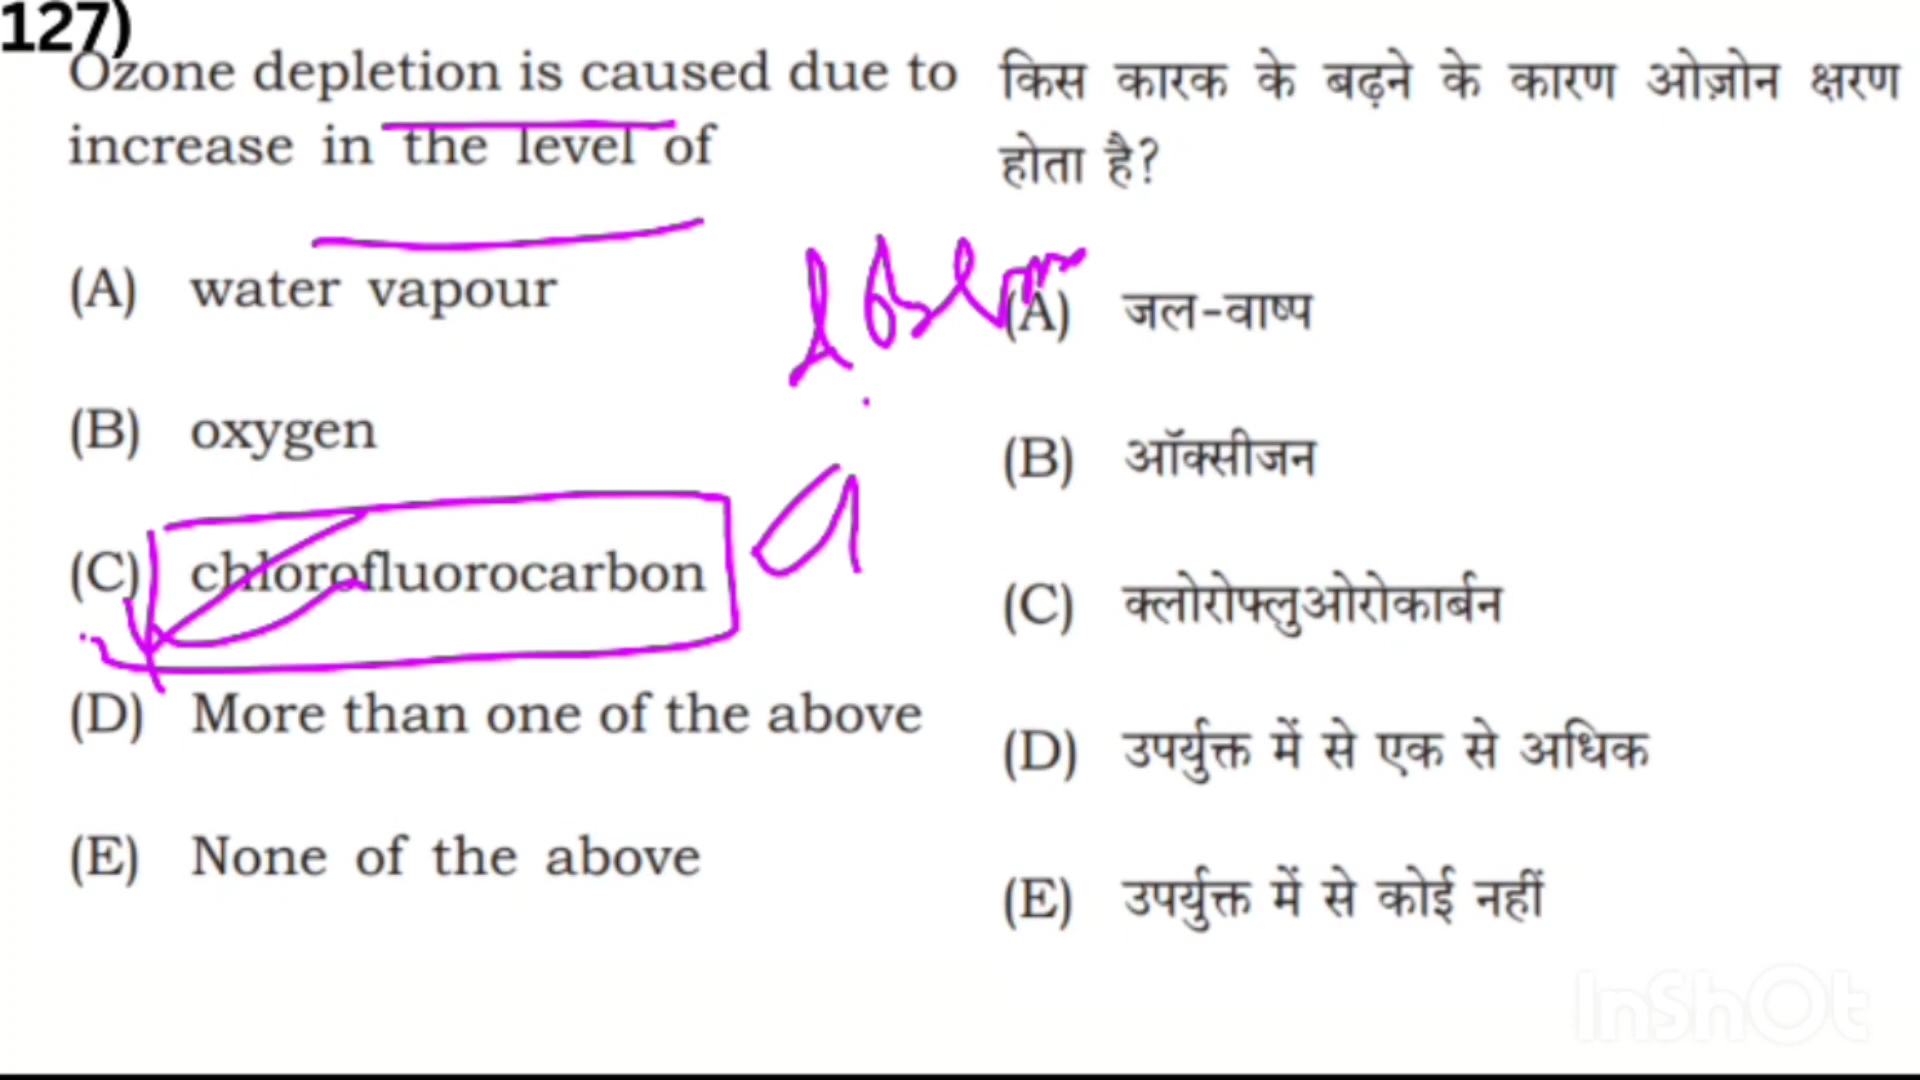 127)
Ozone depletion is caused due to
increase in the level of
(A) water vapour
(B) oxygen
(C) chlorofluorocarbon
(D) More than one of the above
(E) None of the above
किस कारक के बढ़ने के कारण ओज़ोन क्षरण
होता है?
(A) जल-वाष्प
(B) ऑक्सीजन
(C) क्लोरोफ्लुओरोकार्बन
(D) उपर्युक्त में से एक से अधिक
(E) उपर्युक्त में से कोई नहीं
InShOt